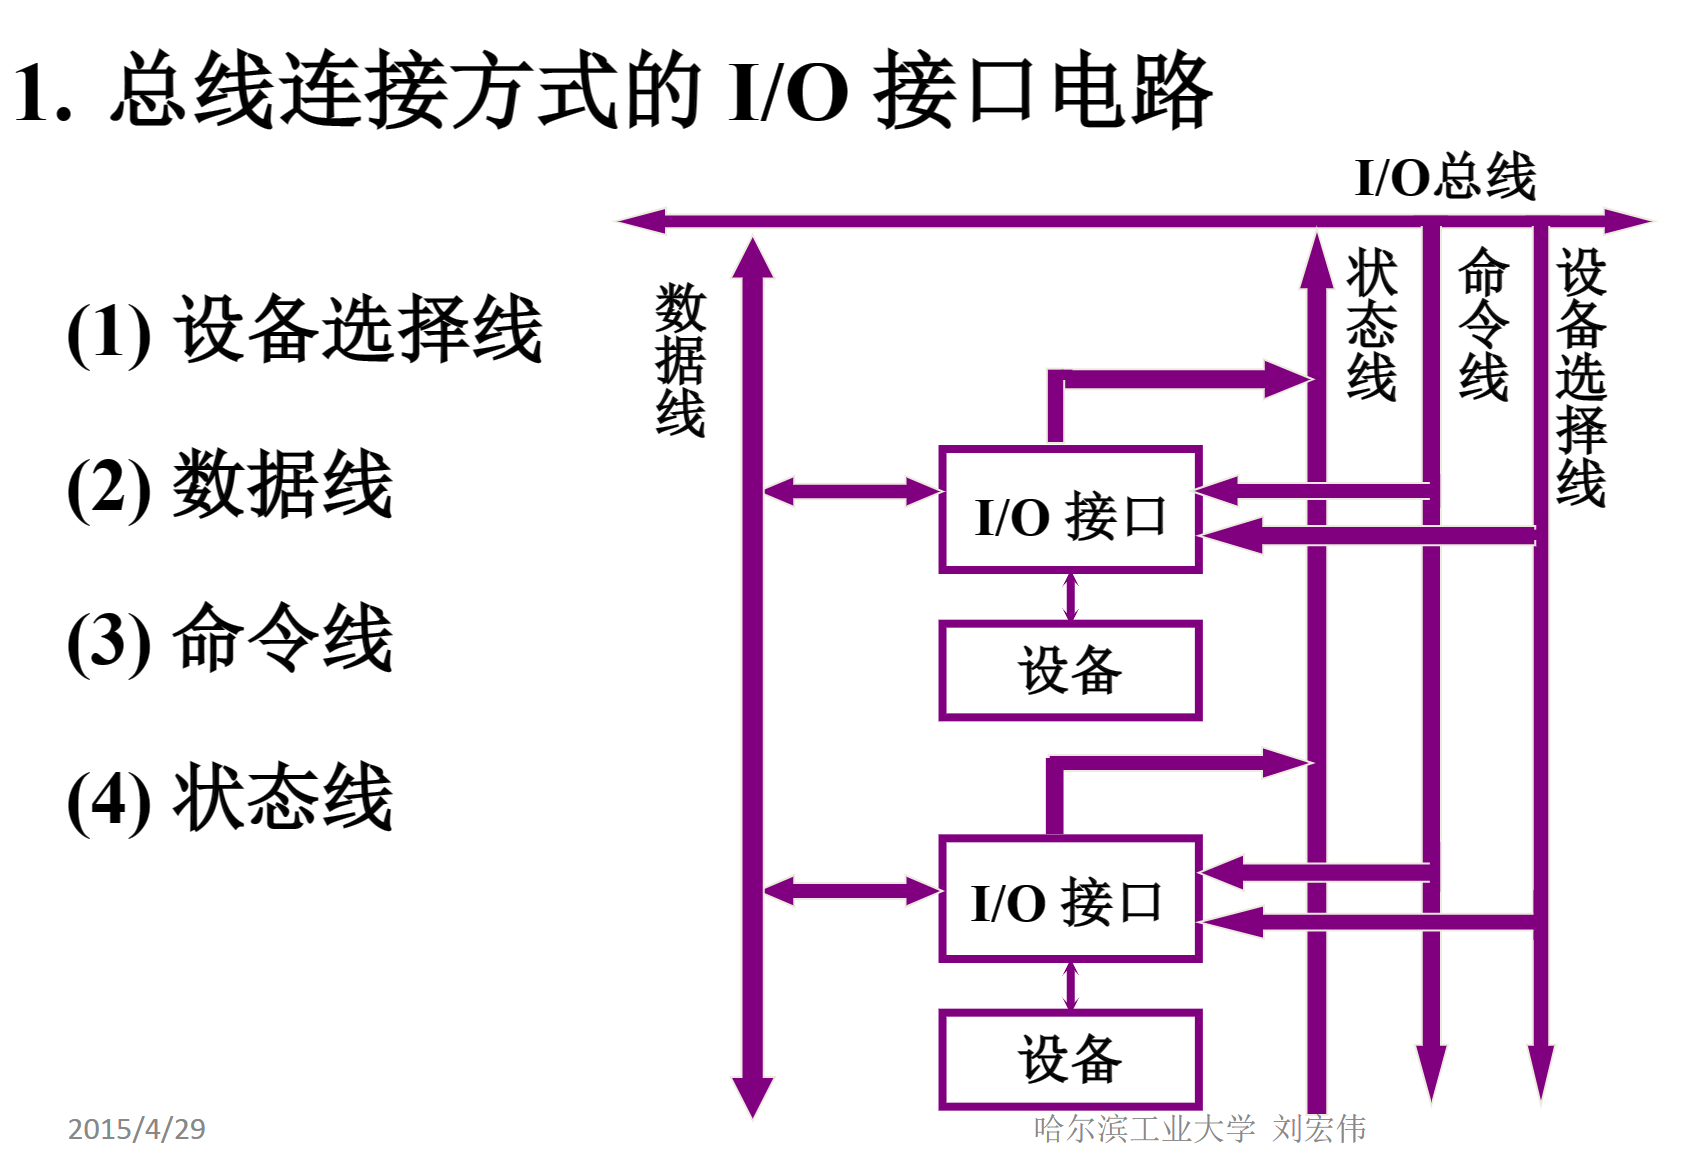 1. 总线连接方式的 I/O 接口电路
I/O总线
(1) 设备选择线
(2) 数据线
(3) 命令线
(4) 状态线
数据线
状态线
命令线
设备选择线
I/O 接口
设备
I/O 接口
设备
2015/4/29
哈尔滨工业大学 刘宏伟